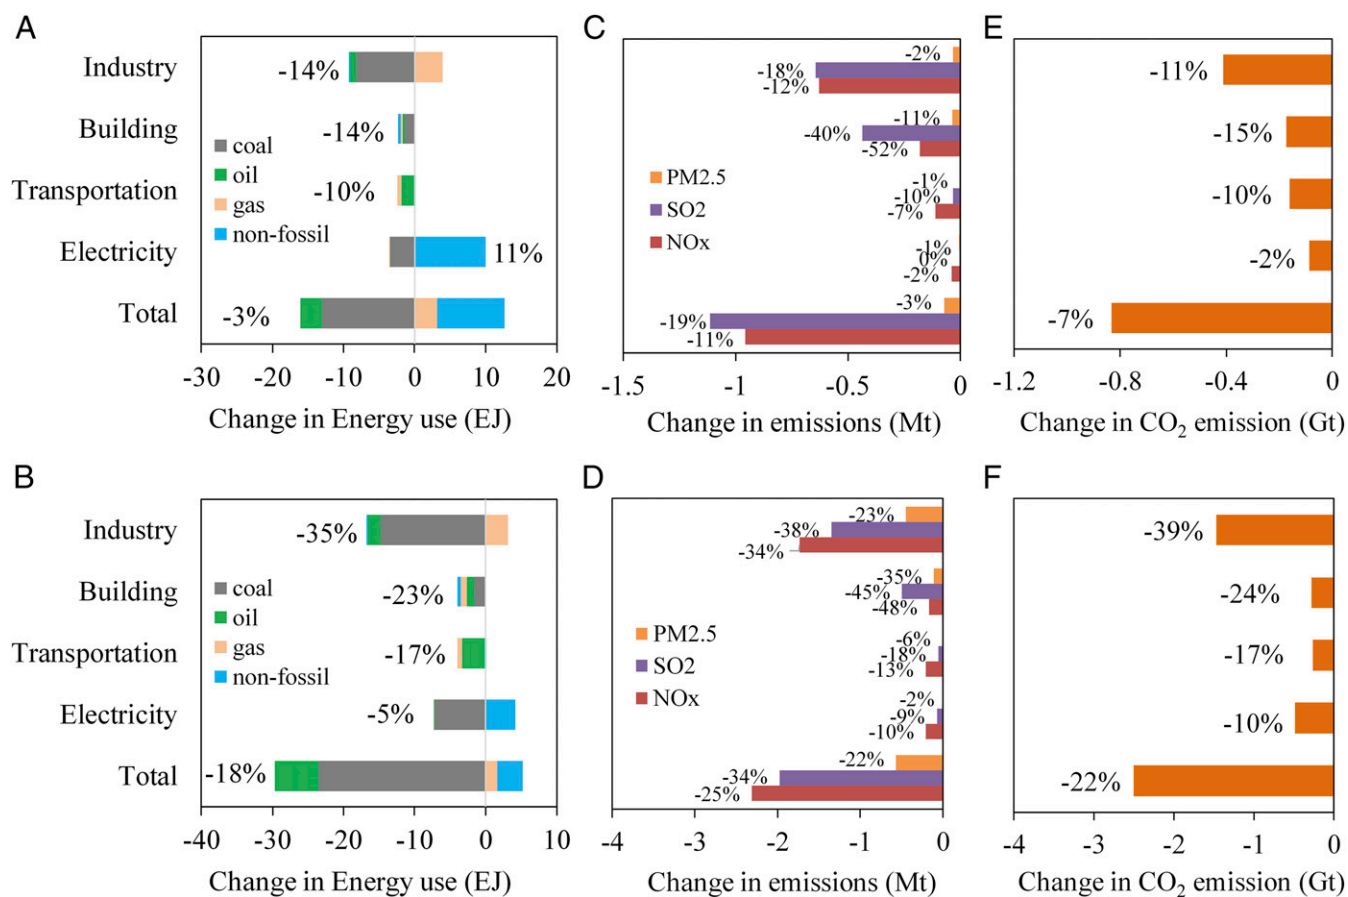 A
Industry
-14%
Building
-14%
Transportation
-10%
Electricity
11%
Total
-3%
coal
oil
gas
non-fossil
-30 -20 -10 0 10 20
Change in Energy use (EJ)
C
-2%
-18%
-12%
-11%
-40%
-52%
-1%
-10%
-7%
-1%
0%
-2%
-3%
-19%
-11%
PM2.5
SO2
NOx
-1.5 -1 -0.5 0
Change in emissions (Mt)
E
-11%
-15%
-10%
-2%
-7%
-1.2 -0.8 -0.4 0
Change in CO2 emission (Gt)
B
Industry
-35%
Building
-23%
Transportation
-17%
Electricity
-5%
Total
-18%
coal
oil
gas
non-fossil
-40 -30 -20 -10 0 10
Change in Energy use (EJ)
D
-23%
-38%
-34%
-35%
-45%
-48%
-6%
-18%
-13%
-2%
-9%
-10%
-22%
-34%
-25%
PM2.5
SO2
NOx
-4 -3 -2 -1 0
Change in emissions (Mt)
F
-39%
-24%
-17%
-10%
-22%
-4 -3 -2 -1 0
Change in CO2 emission (Gt)